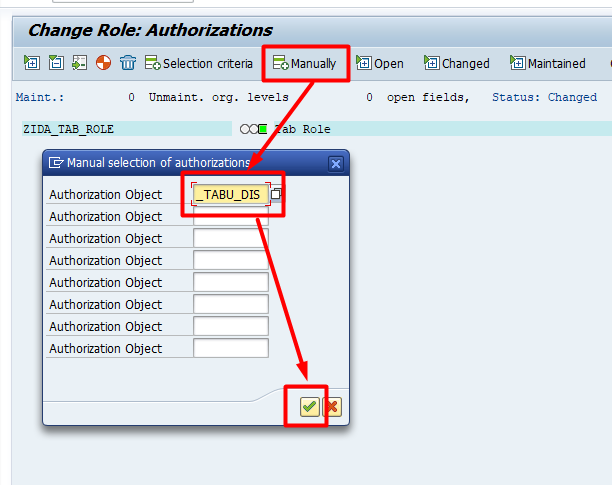 Change Role: Authorizations
Selection criteria Manually Open Changed Maintained
Maint.: 0 Unmaint. org. levels 0 open fields, Status: Changed
ZIDA_TAB_ROLE Tab Role
Manual selection of authorizations
Authorization Object _TABU_DIS
Authorization Object
Authorization Object
Authorization Object
Authorization Object
Authorization Object
Authorization Object
Authorization Object